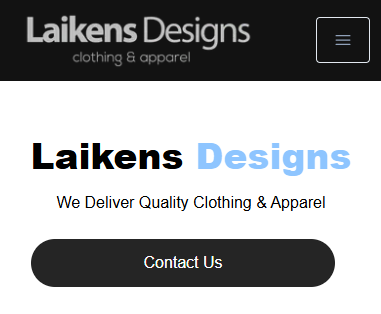 Laikens Designs
clothing & apparel
Laikens Designs
We Deliver Quality Clothing & Apparel
Contact Us